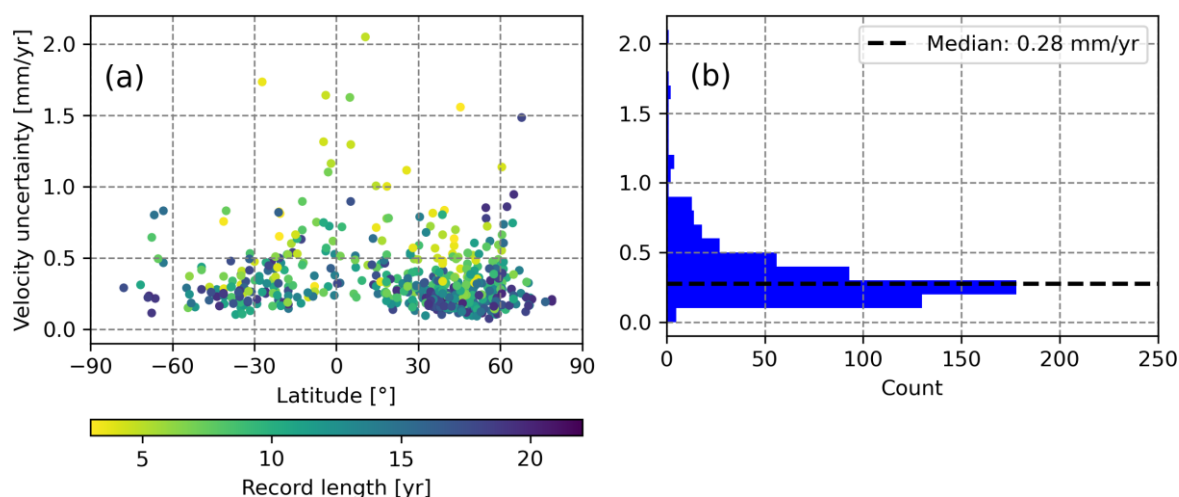 (a)
Velocity uncertainty [mm/yr]
2.0
1.5
1.0
0.5
0.0
−90 −60 −30 0 30 60 90
Latitude [°]
5 10 15 20
Record length [yr]
(b)
Median: 0.28 mm/yr
2.0
1.5
1.0
0.5
0.0
0 50 100 150 200 250
Count